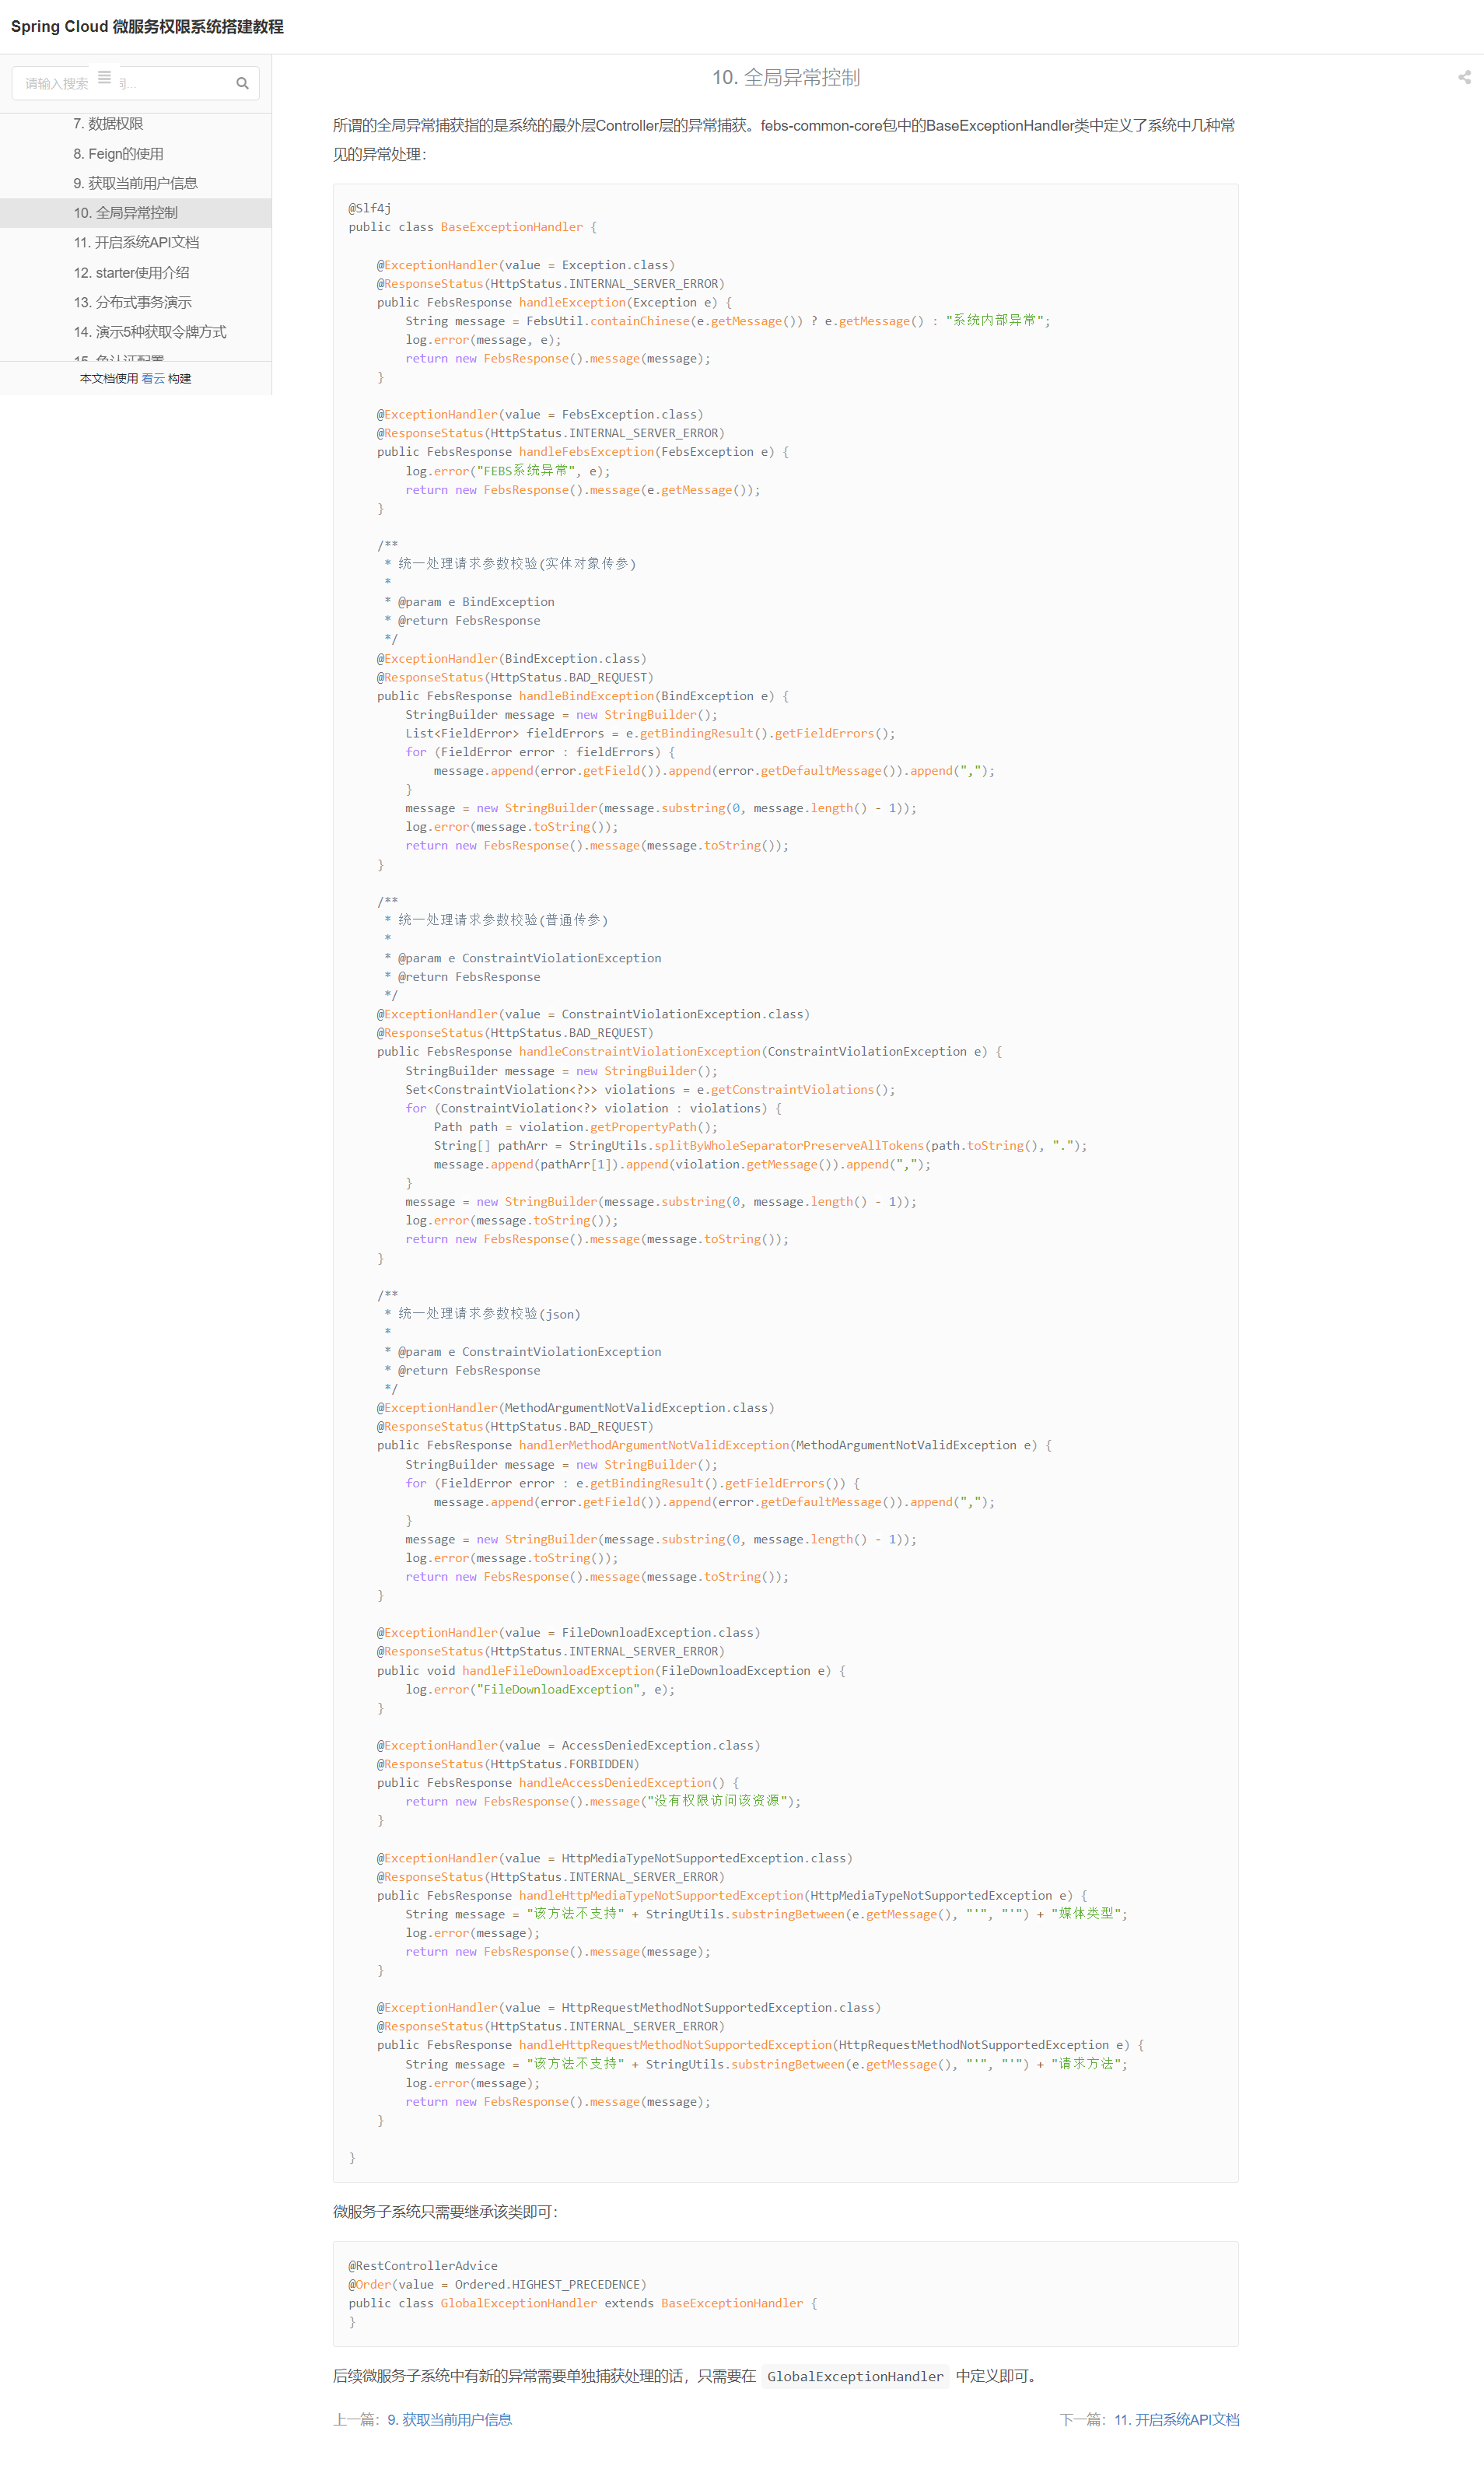 Spring Cloud 微服务权限系统搭建教程
请输入搜索
...
7. 数据权限
8. Feign的使用
9. 获取当前用户信息
10. 全局异常控制
11. 开启系统API文档
12. starter使用介绍
13. 分布式事务演示
14. 演示5种获取令牌方式
15. 免认证配置
本文档使用 看云 构建
10. 全局异常控制
所谓的全局异常捕获指的是系统的最外层Controller层的异常捕获。febs-common-core包中的BaseExceptionHandler类中定义了系统中几种常
见的异常处理：
@Slf4j
public class BaseExceptionHandler {
    @ExceptionHandler(value = Exception.class)
    @ResponseStatus(HttpStatus.INTERNAL_SERVER_ERROR)
    public FebsResponse handleException(Exception e) {
        String message = FebsUtil.containChinese(e.getMessage()) ? e.getMessage() : "系统内部异常";
        log.error(message, e);
        return new FebsResponse().message(message);
    }
    @ExceptionHandler(value = FebsException.class)
    @ResponseStatus(HttpStatus.INTERNAL_SERVER_ERROR)
    public FebsResponse handleFebsException(FebsException e) {
        log.error("FEBS系统异常", e);
        return new FebsResponse().message(e.getMessage());
    }
    /**
     * 统一处理请求参数校验(实体对象传参)
     *
     * @param e BindException
     * @return FebsResponse
     */
    @ExceptionHandler(BindException.class)
    @ResponseStatus(HttpStatus.BAD_REQUEST)
    public FebsResponse handleBindException(BindException e) {
        StringBuilder message = new StringBuilder();
        List<FieldError> fieldErrors = e.getBindingResult().getFieldErrors();
        for (FieldError error : fieldErrors) {
            message.append(error.getField()).append(error.getDefaultMessage()).append(",");
        }
        message = new StringBuilder(message.substring(0, message.length() - 1));
        log.error(message.toString());
        return new FebsResponse().message(message.toString());
    }
    /**
     * 统一处理请求参数校验(普通传参)
     *
     * @param e ConstraintViolationException
     * @return FebsResponse
     */
    @ExceptionHandler(value = ConstraintViolationException.class)
    @ResponseStatus(HttpStatus.BAD_REQUEST)
    public FebsResponse handleConstraintViolationException(ConstraintViolationException e) {
        StringBuilder message = new StringBuilder();
        Set<ConstraintViolation<?>> violations = e.getConstraintViolations();
        for (ConstraintViolation<?> violation : violations) {
            Path path = violation.getPropertyPath();
            String[] pathArr = StringUtils.splitByWholeSeparatorPreserveAllTokens(path.toString(), ".");
            message.append(pathArr[1]).append(violation.getMessage()).append(",");
        }
        message = new StringBuilder(message.substring(0, message.length() - 1));
        log.error(message.toString());
        return new FebsResponse().message(message.toString());
    }
    /**
     * 统一处理请求参数校验(json)
     *
     * @param e ConstraintViolationException
     * @return FebsResponse
     */
    @ExceptionHandler(MethodArgumentNotValidException.class)
    @ResponseStatus(HttpStatus.BAD_REQUEST)
    public FebsResponse handlerMethodArgumentNotValidException(MethodArgumentNotValidException e) {
        StringBuilder message = new StringBuilder();
        for (FieldError error : e.getBindingResult().getFieldErrors()) {
            message.append(error.getField()).append(error.getDefaultMessage()).append(",");
        }
        message = new StringBuilder(message.substring(0, message.length() - 1));
        log.error(message.toString());
        return new FebsResponse().message(message.toString());
    }
    @ExceptionHandler(value = FileDownloadException.class)
    @ResponseStatus(HttpStatus.INTERNAL_SERVER_ERROR)
    public void handleFileDownloadException(FileDownloadException e) {
        log.error("FileDownloadException", e);
    }
    @ExceptionHandler(value = AccessDeniedException.class)
    @ResponseStatus(HttpStatus.FORBIDDEN)
    public FebsResponse handleAccessDeniedException() {
        return new FebsResponse().message("没有权限访问该资源");
    }
    @ExceptionHandler(value = HttpMediaTypeNotSupportedException.class)
    @ResponseStatus(HttpStatus.INTERNAL_SERVER_ERROR)
    public FebsResponse handleHttpMediaTypeNotSupportedException(HttpMediaTypeNotSupportedException e) {
        String message = "该方法不支持" + StringUtils.substringBetween(e.getMessage(), "'", "'") + "媒体类型";
        log.error(message);
        return new FebsResponse().message(message);
    }
    @ExceptionHandler(value = HttpRequestMethodNotSupportedException.class)
    @ResponseStatus(HttpStatus.INTERNAL_SERVER_ERROR)
    public FebsResponse handleHttpRequestMethodNotSupportedException(HttpRequestMethodNotSupportedException e) {
        String message = "该方法不支持" + StringUtils.substringBetween(e.getMessage(), "'", "'") + "请求方法";
        log.error(message);
        return new FebsResponse().message(message);
    }
}
微服务子系统只需要继承该类即可：
@RestControllerAdvice
@Order(value = Ordered.HIGHEST_PRECEDENCE)
public class GlobalExceptionHandler extends BaseExceptionHandler {
}
后续微服务子系统中有新的异常需要单独捕获处理的话，只需要在 GlobalExceptionHandler 中定义即可。
上一篇：9. 获取当前用户信息
下一篇：11. 开启系统API文档